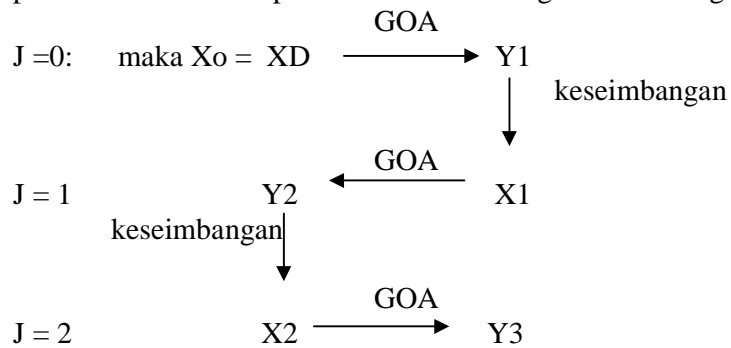 GOA
J =0: maka Xo = XD Y1
keseimbangan
GOA
J = 1 Y2 X1
keseimbangan
GOA
J = 2 X2 Y3